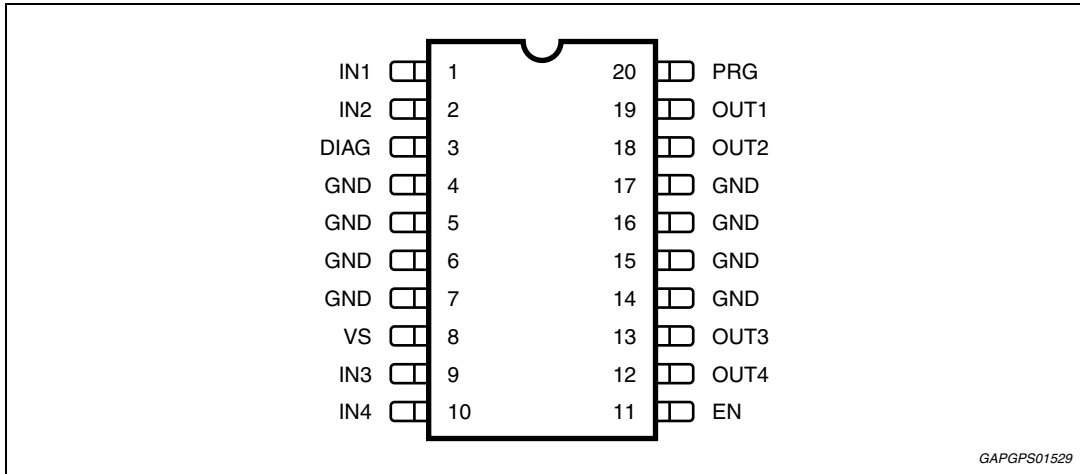 IN1 1 20 PRG
IN2 2 19 OUT1
DIAG 3 18 OUT2
GND 4 17 GND
GND 5 16 GND
GND 6 15 GND
GND 7 14 GND
VS 8 13 OUT3
IN3 9 12 OUT4
IN4 10 11 EN
GAPGPS01529